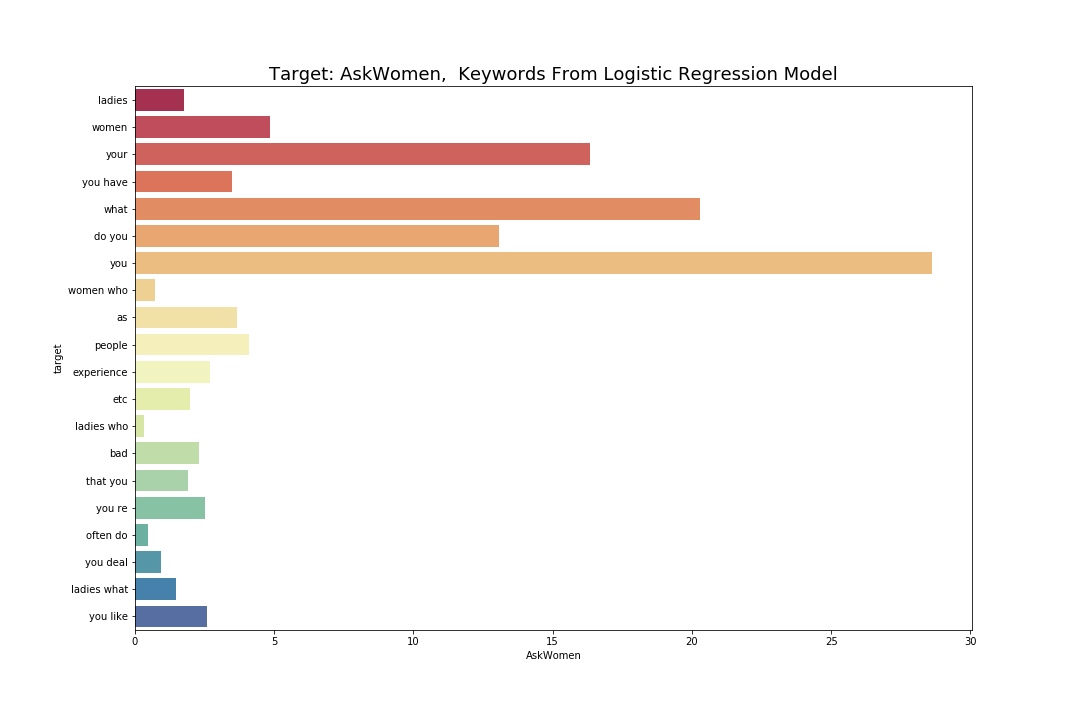 Target: AskWomen,  Keywords From Logistic Regression Model
ladies
women
your
you have
what
do you
you
women who
as
people
experience
etc
ladies who
bad
that you
you re
often do
you deal
ladies what
you like
target
0 5 10 15 20 25 30
AskWomen